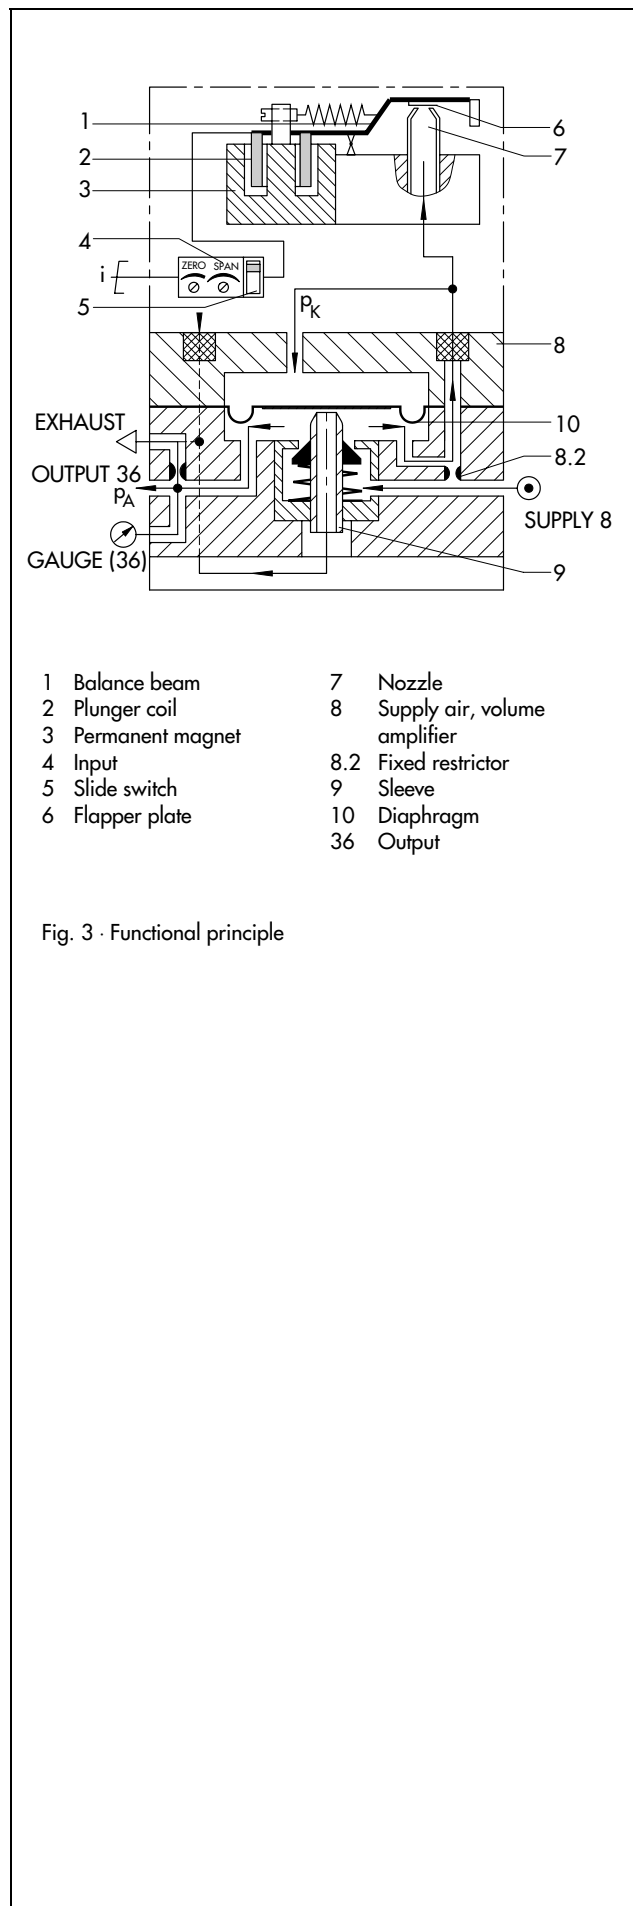 1
2
3
4
i
ZERO SPAN
5
6
7
pK
8
EXHAUST
10
OUTPUT 36
8.2
pA
SUPPLY 8
GAUGE (36)
9
1 Balance beam
2 Plunger coil
3 Permanent magnet
4 Input
5 Slide switch
6 Flapper plate
7 Nozzle
8 Supply air, volume
amplifier
8.2 Fixed restrictor
9 Sleeve
10 Diaphragm
36 Output
Fig. 3 · Functional principle